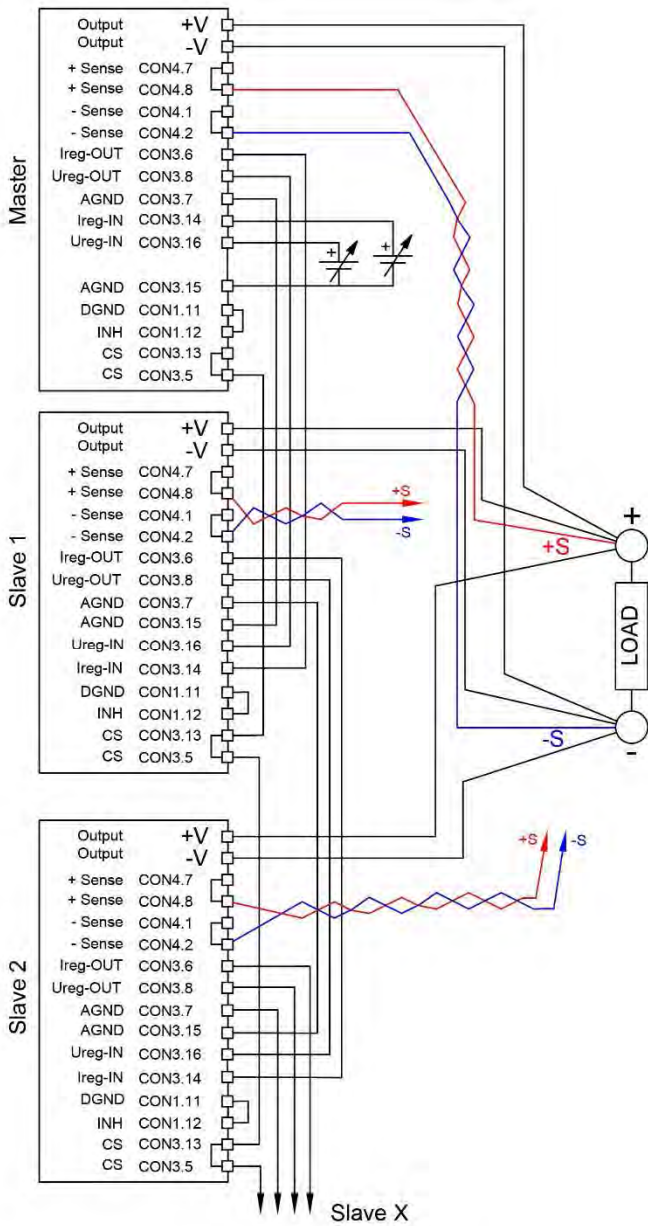 Master
Output +V
Output -V
+ Sense CON4.7
+ Sense CON4.8
- Sense CON4.1
- Sense CON4.2
Ireg-OUT CON3.6
Ureg-OUT CON3.8
AGND CON3.7
Ireg-IN CON3.14
Ureg-IN CON3.16
+ +
AGND CON3.15
DGND CON1.11
INH CON1.12
CS CON3.13
CS CON3.5
Slave 1
Output +V
Output -V
+ Sense CON4.7
+ Sense CON4.8
- Sense CON4.1
- Sense CON4.2
Ireg-OUT CON3.6
Ureg-OUT CON3.8
AGND CON3.7
AGND CON3.15
Ureg-IN CON3.16
Ireg-IN CON3.14
DGND CON1.11
INH CON1.12
CS CON3.13
CS CON3.5
+S
-S
+
+S
LOAD
-S
-
Slave 2
Output +V
Output -V
+ Sense CON4.7
+ Sense CON4.8
- Sense CON4.1
- Sense CON4.2
Ireg-OUT CON3.6
Ureg-OUT CON3.8
AGND CON3.7
AGND CON3.15
Ureg-IN CON3.16
Ireg-IN CON3.14
DGND CON1.11
INH CON1.12
CS CON3.13
CS CON3.5
+S -S
Slave X